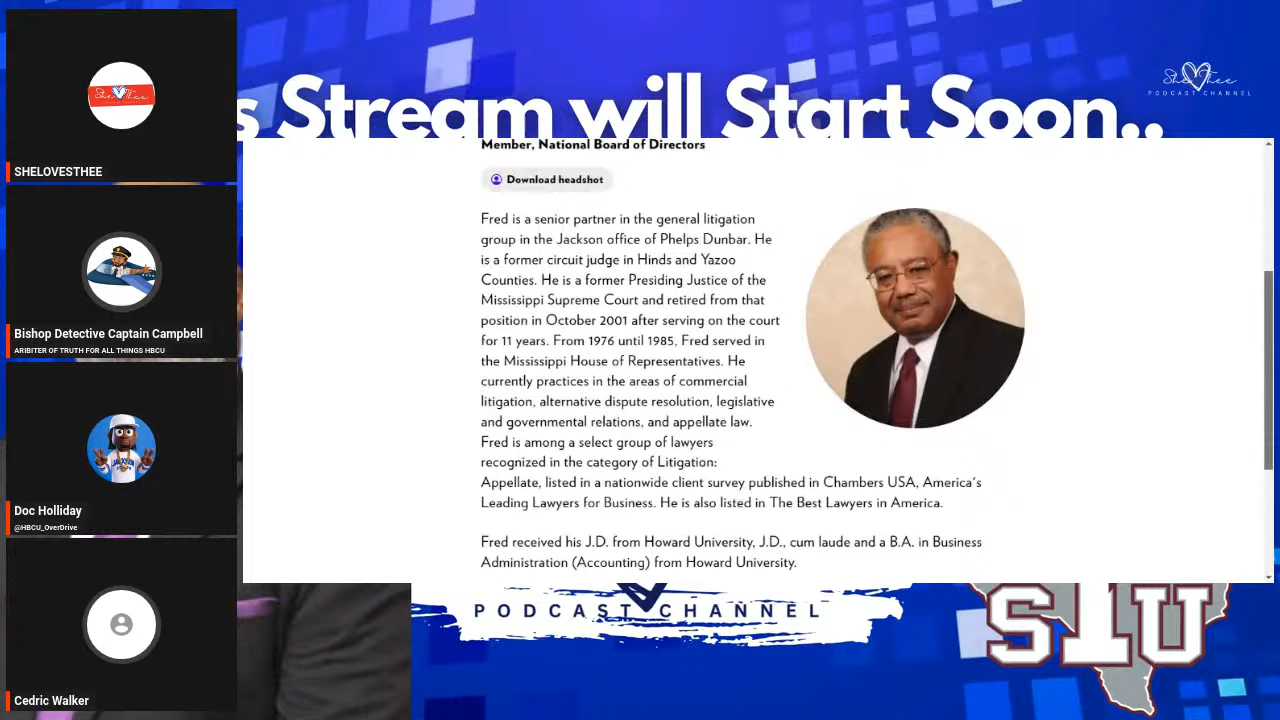 SHELOVESTHEE
Bishop Detective Captain Campbell
ARIBITER OF TRUTH FOR ALL THINGS HBCU
Doc Holliday
@HBCU_OverDrive
Cedric Walker
s Stream will Start Soon..
SheLovesThee
PODCAST CHANNEL
Member, National Board of Directors
Download headshot
Fred is a senior partner in the general litigation
group in the Jackson office of Phelps Dunbar. He
is a former circuit judge in Hinds and Yazoo
Counties. He is a former Presiding Justice of the
Mississippi Supreme Court and retired from that
position in October 2001 after serving on the court
for 11 years. From 1976 until 1985, Fred served in
the Mississippi House of Representatives. He
currently practices in the areas of commercial
litigation, alternative dispute resolution, legislative
and governmental relations, and appellate law.
Fred is among a select group of lawyers
recognized in the category of Litigation:
Appellate, listed in a nationwide client survey published in Chambers USA, America's
Leading Lawyers for Business. He is also listed in The Best Lawyers in America.
Fred received his J.D. from Howard University, J.D., cum laude and a B.A. in Business
Administration (Accounting) from Howard University.
PODCAST CHANNEL